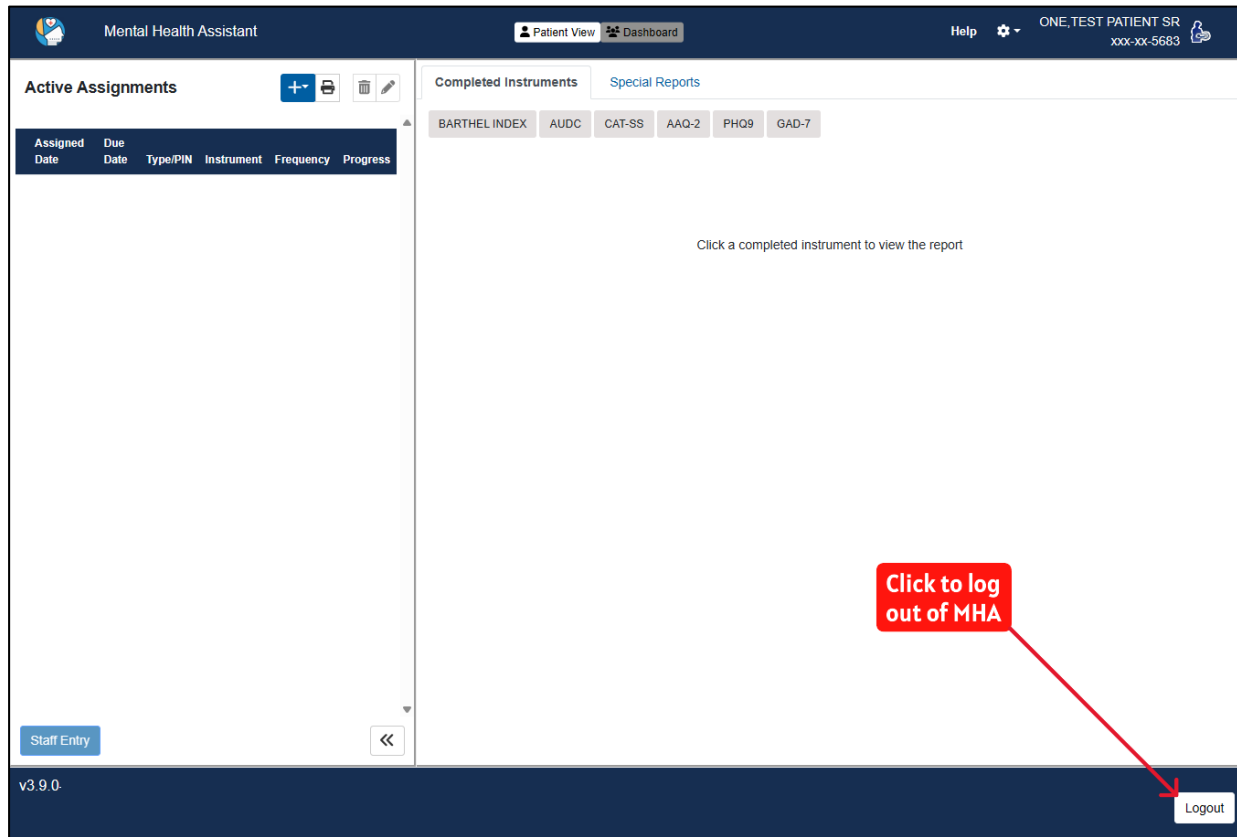 Mental Health Assistant
Patient View
Dashboard
Help
ONE,TEST PATIENT SR
xxx-xx-5683
Active Assignments
Completed Instruments
Special Reports
BARTHEL INDEX
AUDC
CAT-SS
AAQ-2
PHQ9
GAD-7
Assigned Date
Due Date
Type/PIN
Instrument
Frequency
Progress
Click a completed instrument to view the report
Click to log
out of MHA
Staff Entry
v3.9.0
Logout